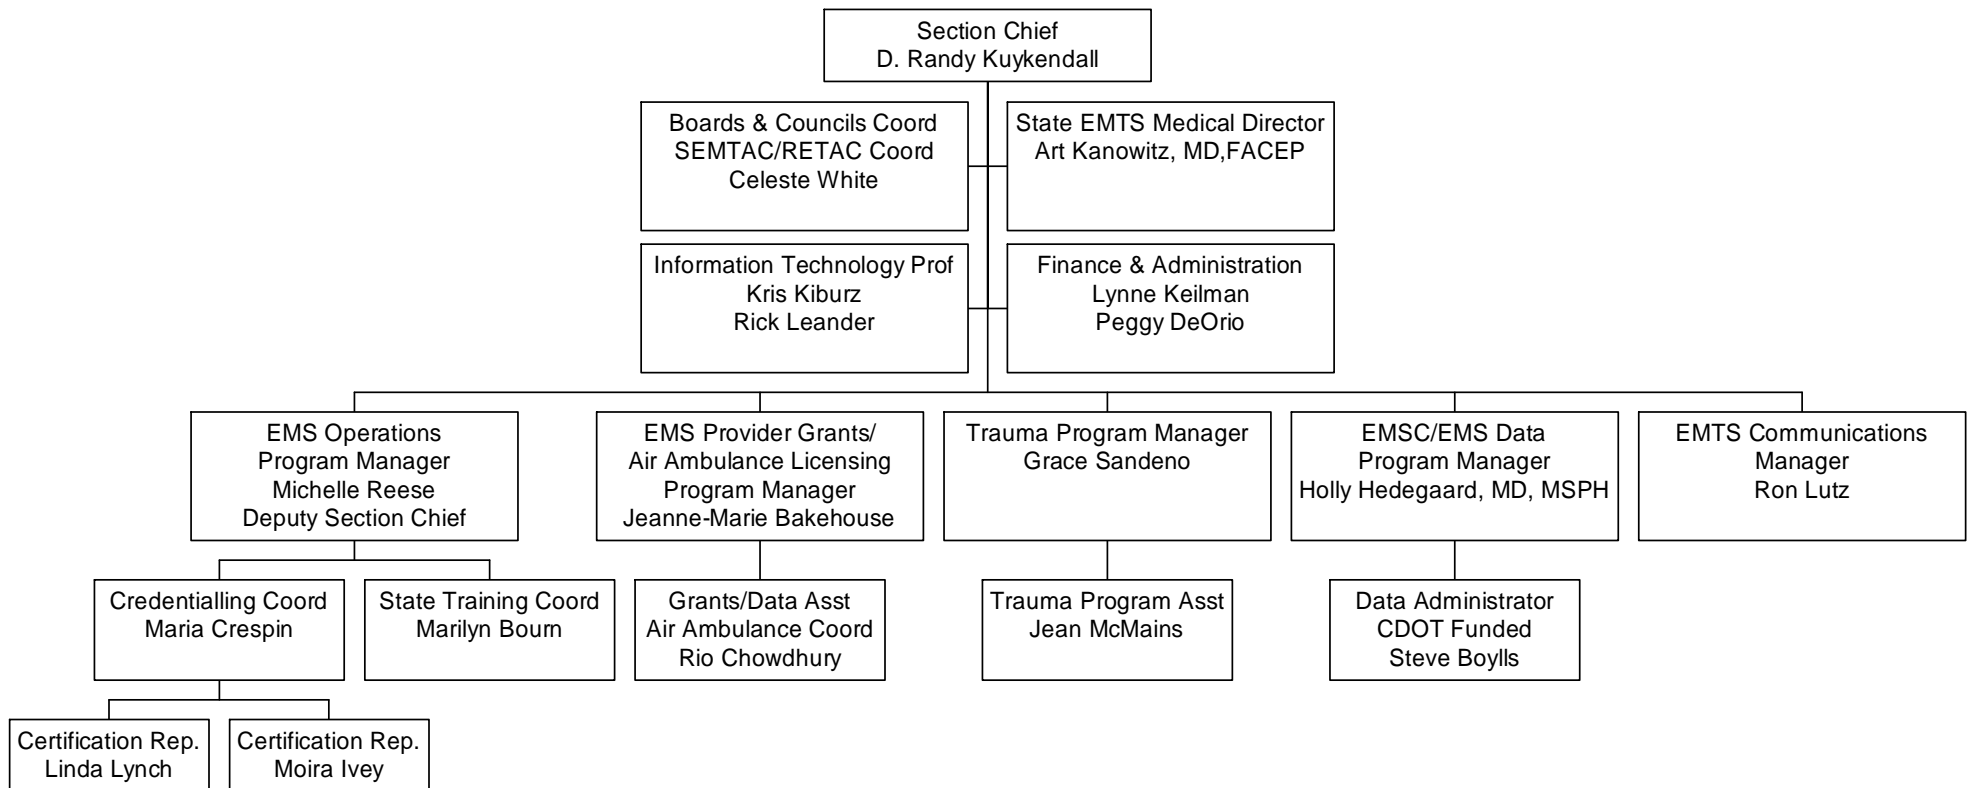 Section Chief
D. Randy Kuykendall
Boards & Councils Coord
SEMTAC/RETAC Coord
Celeste White
State EMTS Medical Director
Art Kanowitz, MD,FACEP
Information Technology Prof
Kris Kiburz
Rick Leander
Finance & Administration
Lynne Keilman
Peggy DeOrio
EMS Operations
Program Manager
Michelle Reese
Deputy Section Chief
EMS Provider Grants/
Air Ambulance Licensing
Program Manager
Jeanne-Marie Bakehouse
Trauma Program Manager
Grace Sandeno
EMSC/EMS Data
Program Manager
Holly Hedegaard, MD, MSPH
EMTS Communications
Manager
Ron Lutz
Credentialling Coord
Maria Crespin
State Training Coord
Marilyn Bourn
Grants/Data Asst
Air Ambulance Coord
Rio Chowdhury
Trauma Program Asst
Jean McMains
Data Administrator
CDOT Funded
Steve Boylls
Certification Rep.
Linda Lynch
Certification Rep.
Moira Ivey